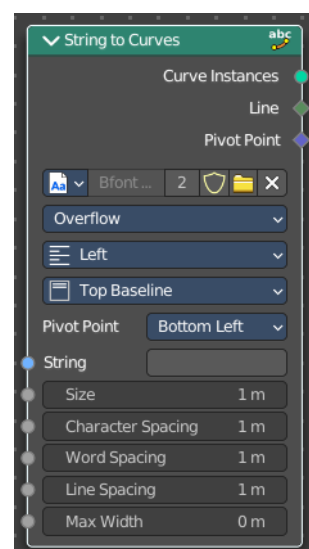 String to Curves
abc
Curve Instances
Line
Pivot Point
Aa Bfont ... 2
Overflow
Left
Top Baseline
Pivot Point Bottom Left
String
Size 1 m
Character Spacing 1 m
Word Spacing 1 m
Line Spacing 1 m
Max Width 0 m